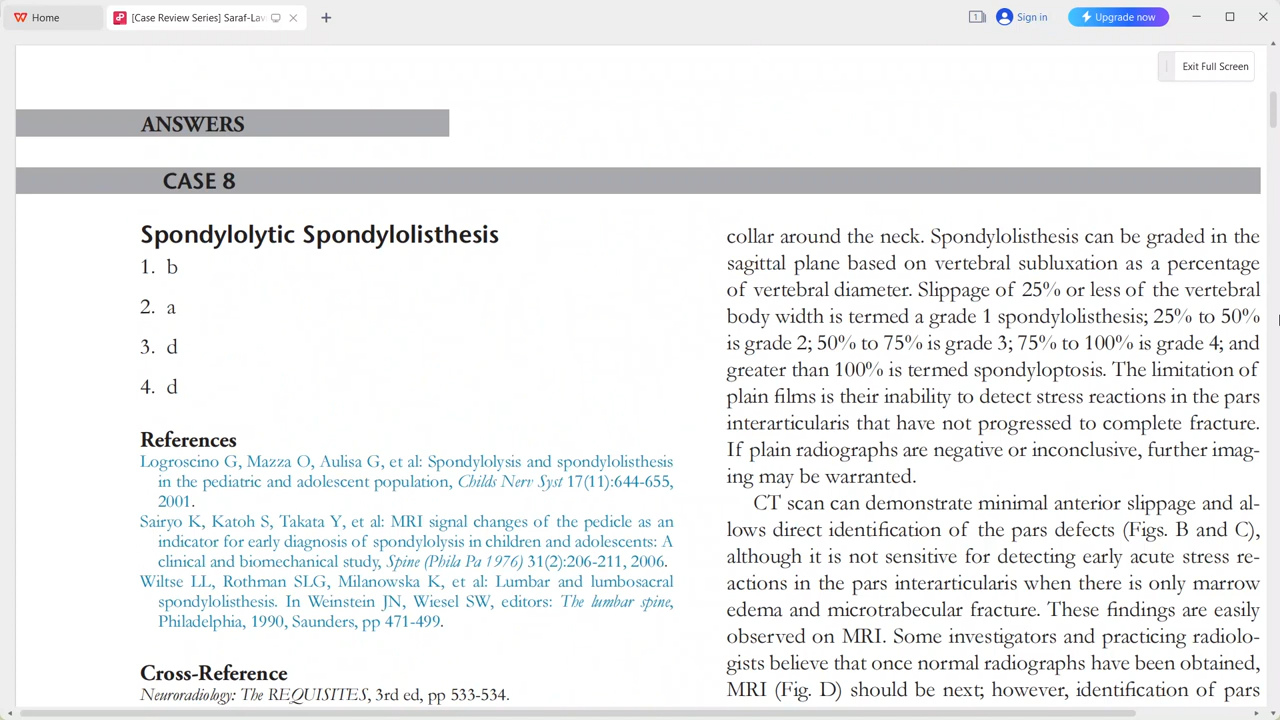 Home
[Case Review Series] Saraf-Lav
1
Sign in
Upgrade now
Exit Full Screen
ANSWERS
CASE 8
Spondylolytic Spondylolisthesis
1. b
2. a
3. d
4. d
References
Logroscino G, Mazza O, Aulisa G, et al: Spondylolysis and spondylolisthesis
in the pediatric and adolescent population, Childs Nerv Syst 17(11):644-655,
2001.
Sairyo K, Katoh S, Takata Y, et al: MRI signal changes of the pedicle as an
indicator for early diagnosis of spondylolysis in children and adolescents: A
clinical and biomechanical study, Spine (Phila Pa 1976) 31(2):206-211, 2006.
Wiltse LL, Rothman SLG, Milanowska K, et al: Lumbar and lumbosacral
spondylolisthesis. In Weinstein JN, Wiesel SW, editors: The lumbar spine,
Philadelphia, 1990, Saunders, pp 471-499.
Cross-Reference
Neuroradiology: The REQUISITES, 3rd ed, pp 533-534.
collar around the neck. Spondylolisthesis can be graded in the
sagittal plane based on vertebral subluxation as a percentage
of vertebral diameter. Slippage of 25% or less of the vertebral
body width is termed a grade 1 spondylolisthesis; 25% to 50%
is grade 2; 50% to 75% is grade 3; 75% to 100% is grade 4; and
greater than 100% is termed spondyloptosis. The limitation of
plain films is their inability to detect stress reactions in the pars
interarticularis that have not progressed to complete fracture.
If plain radiographs are negative or inconclusive, further imag-
ing may be warranted.
CT scan can demonstrate minimal anterior slippage and al-
lows direct identification of the pars defects (Figs. B and C),
although it is not sensitive for detecting early acute stress re-
actions in the pars interarticularis when there is only marrow
edema and microtrabecular fracture. These findings are easily
observed on MRI. Some investigators and practicing radiolo-
gists believe that once normal radiographs have been obtained,
MRI (Fig. D) should be next; however, identification of pars